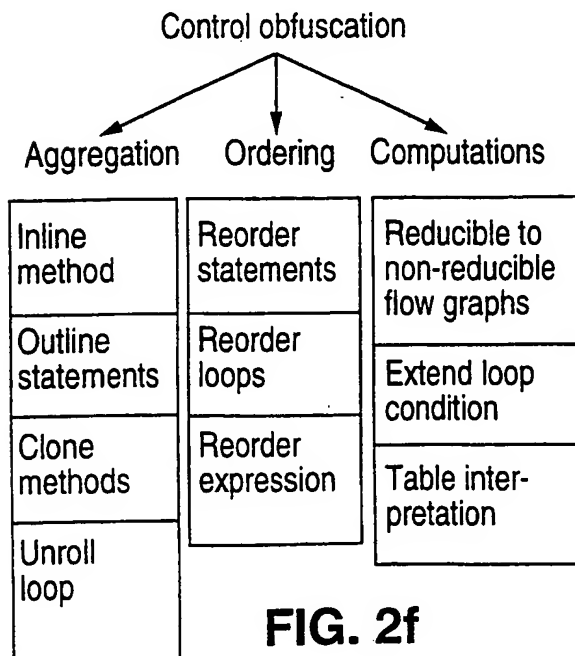 Control obfuscation
Aggregation Ordering Computations
Inline
method
Outline
statements
Clone
methods
Unroll
loop
Reorder
statements
Reorder
loops
Reorder
expression
Reducible to
non-reducible
flow graphs
Extend loop
condition
Table inter-
pretation
FIG. 2f